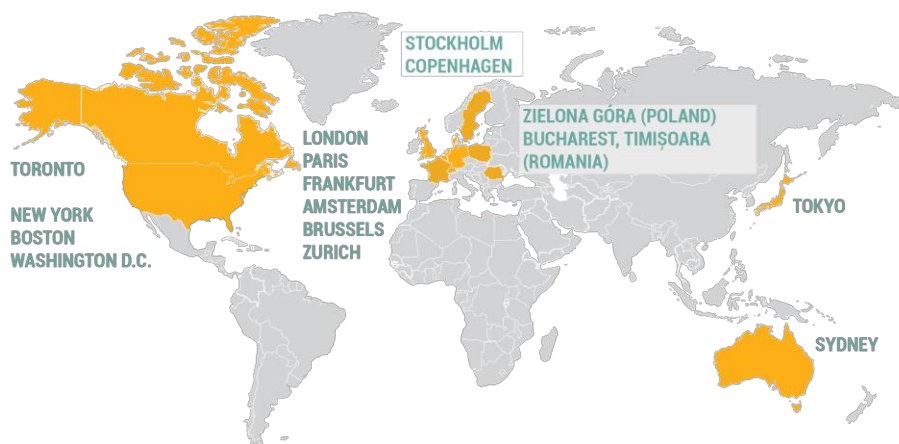 STOCKHOLM
COPENHAGEN
ZIELONA GÓRA (POLAND)
BUCHAREST, TIMIȘOARA
(ROMANIA)
LONDON
PARIS
FRANKFURT
AMSTERDAM
BRUSSELS
ZURICH
TORONTO
NEW YORK
BOSTON
WASHINGTON D.C.
TOKYO
SYDNEY